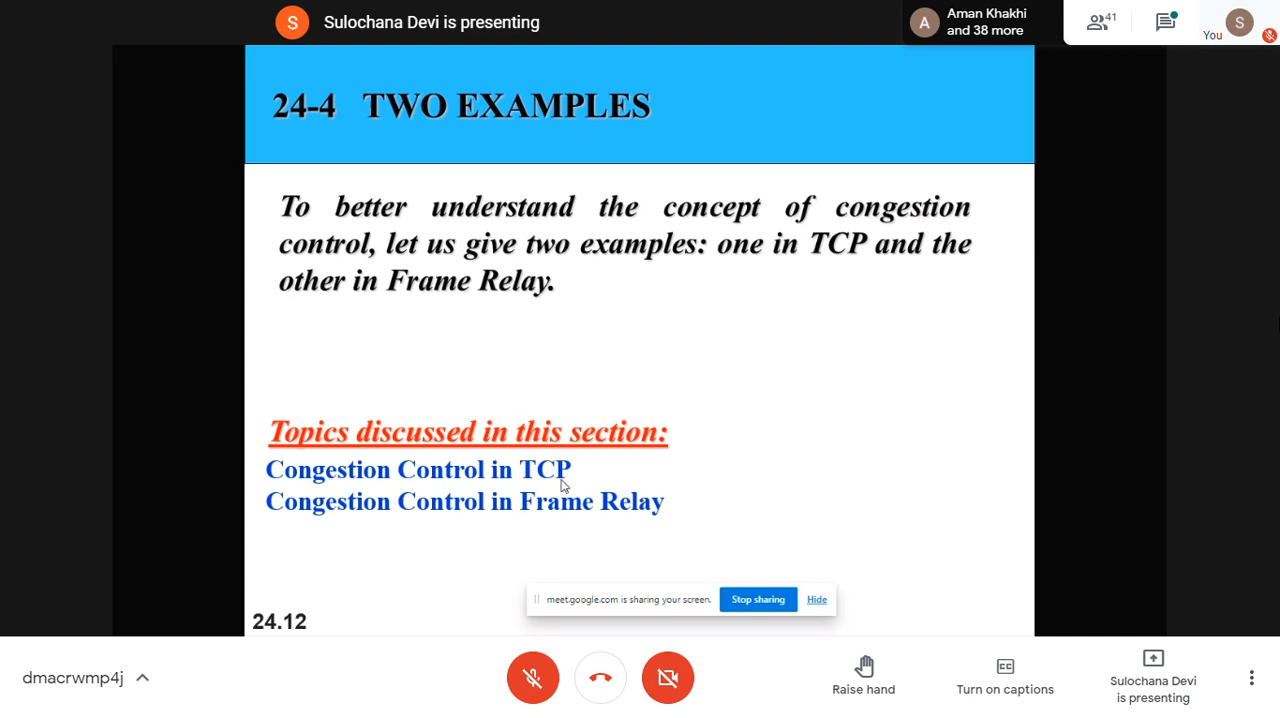 S Sulochana Devi is presenting
A Aman Khakhi
and 38 more
41
You S
24-4 TWO EXAMPLES
To better understand the concept of congestion
control, let us give two examples: one in TCP and the
other in Frame Relay.
Topics discussed in this section:
Congestion Control in TCP
Congestion Control in Frame Relay
meet.google.com is sharing your screen. Stop sharing Hide
24.12
dmacrwmp4j
Raise hand
CC
Turn on captions
Sulochana Devi
is presenting